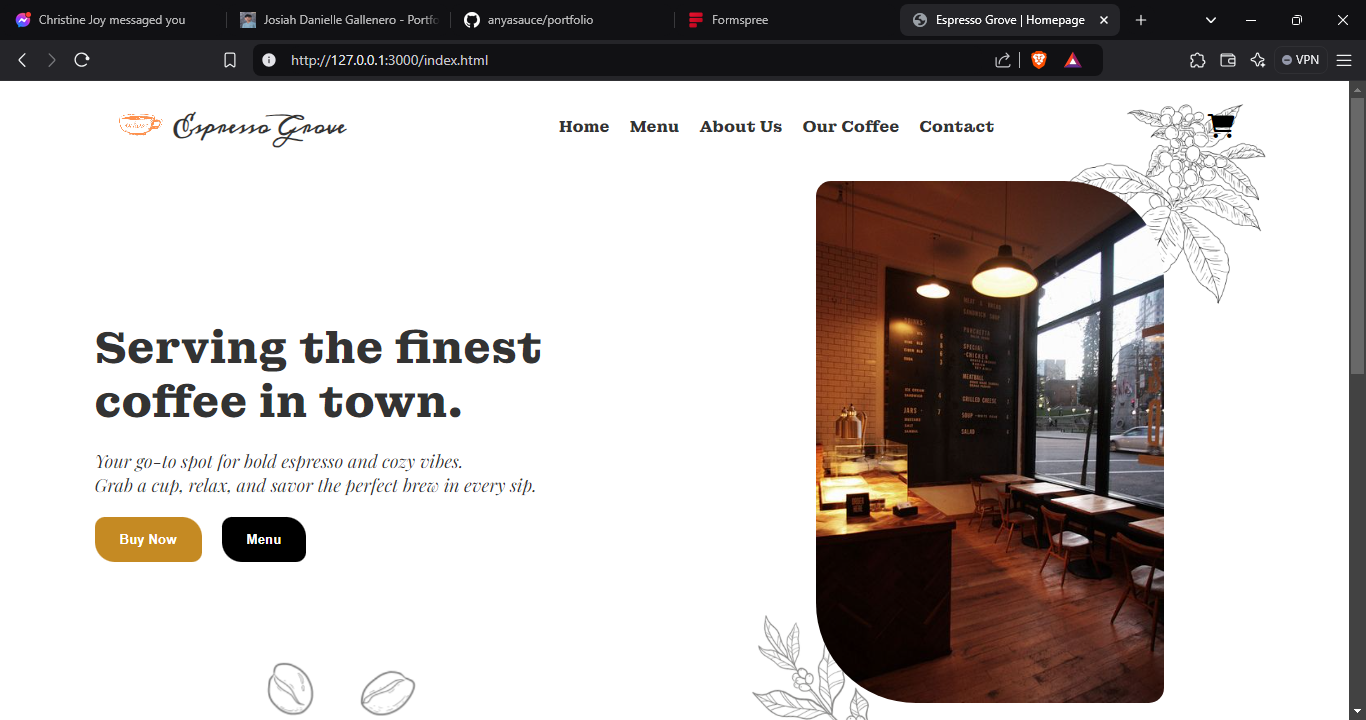 Christine Joy messaged you
Josiah Danielle Gallenero - Portfo
anyasauce/portfolio
Formspree
Espresso Grove | Homepage
http://127.0.0.1:3000/index.html
VPN
Espresso Grove
Home
Menu
About Us
Our Coffee
Contact
Serving the finest
coffee in town.
Your go-to spot for bold espresso and cozy vibes.
Grab a cup, relax, and savor the perfect brew in every sip.
Buy Now
Menu